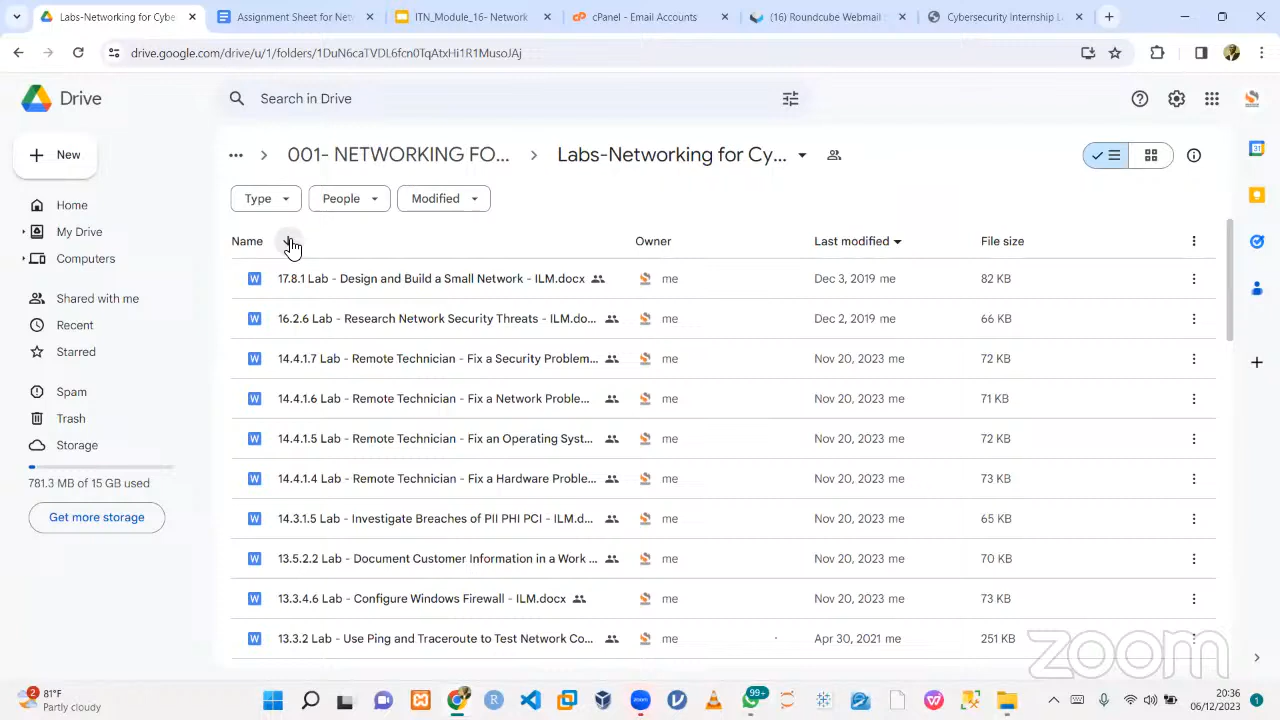 Labs-Networking for Cyber
Assignment Sheet for Net
ITN_Module_16: Network
cPanel - Email Accounts
(16) Roundcube Webmail
Cybersecurity Internship L
drive.google.com/drive/u/1/folders/1DuN6caTVDL6fcn0TqAtxHi1R1MusoJAj
Drive
Search in Drive
New
001- NETWORKING FO...
Labs-Networking for Cy...
Type
People
Modified
Home
My Drive
Computers
Shared with me
Recent
Starred
Spam
Trash
Storage
781.3 MB of 15 GB used
Get more storage
Name Owner Last modified File size
17.8.1 Lab - Design and Build a Small Network - ILM.docx me Dec 3, 2019 me 82 KB
16.2.6 Lab - Research Network Security Threats - ILM.do... me Dec 2, 2019 me 66 KB
14.4.1.7 Lab - Remote Technician - Fix a Security Problem... me Nov 20, 2023 me 72 KB
14.4.1.6 Lab - Remote Technician - Fix a Network Proble... me Nov 20, 2023 me 71 KB
14.4.1.5 Lab - Remote Technician - Fix an Operating Syst... me Nov 20, 2023 me 72 KB
14.4.1.4 Lab - Remote Technician - Fix a Hardware Proble... me Nov 20, 2023 me 73 KB
14.3.1.5 Lab - Investigate Breaches of PII PHI PCI - ILM.d... me Nov 20, 2023 me 65 KB
13.5.2.2 Lab - Document Customer Information in a Work ... me Nov 20, 2023 me 70 KB
13.3.4.6 Lab - Configure Windows Firewall - ILM.docx me Nov 20, 2023 me 73 KB
13.3.2 Lab - Use Ping and Traceroute to Test Network Co... me Apr 30, 2021 me 251 KB
zoom
2
81°F
Partly cloudy
zoom
99+
20:36
06/12/2023
1